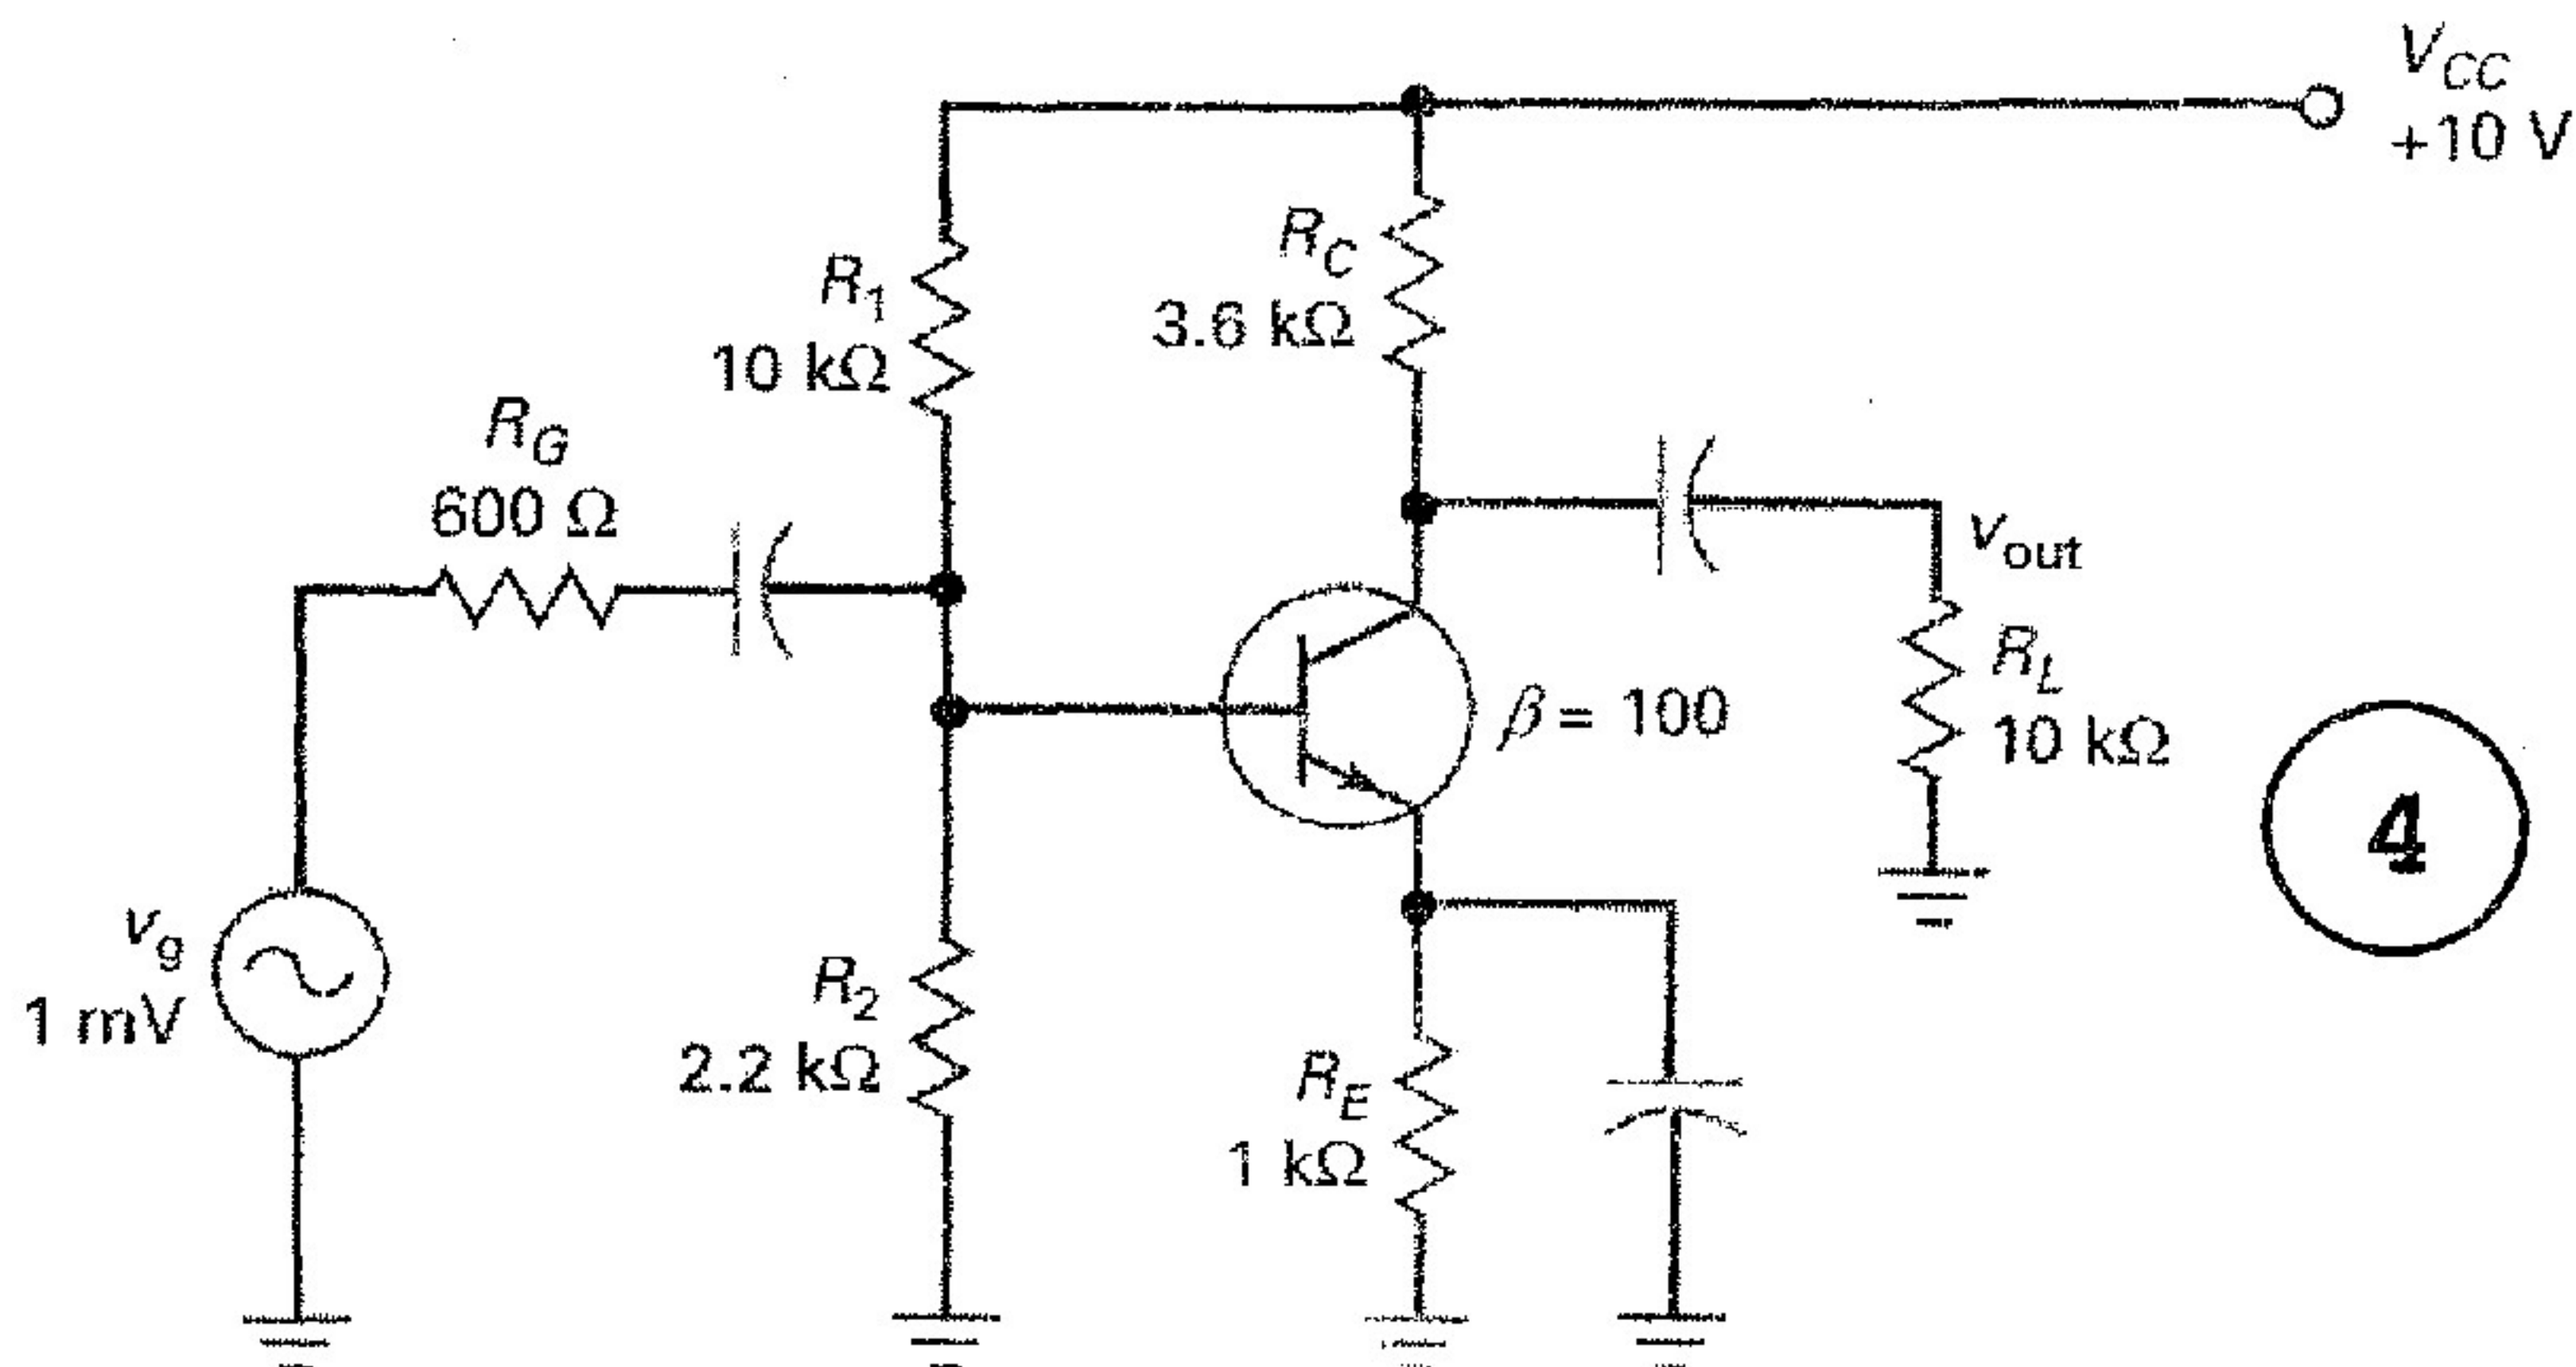 V_CC
+10 V
R_C
3.6 kΩ
R_1
10 kΩ
R_G
600 Ω
v_out
R_L
10 kΩ
β = 100
4
v_g
1 mV
R_2
2.2 kΩ
R_E
1 kΩ